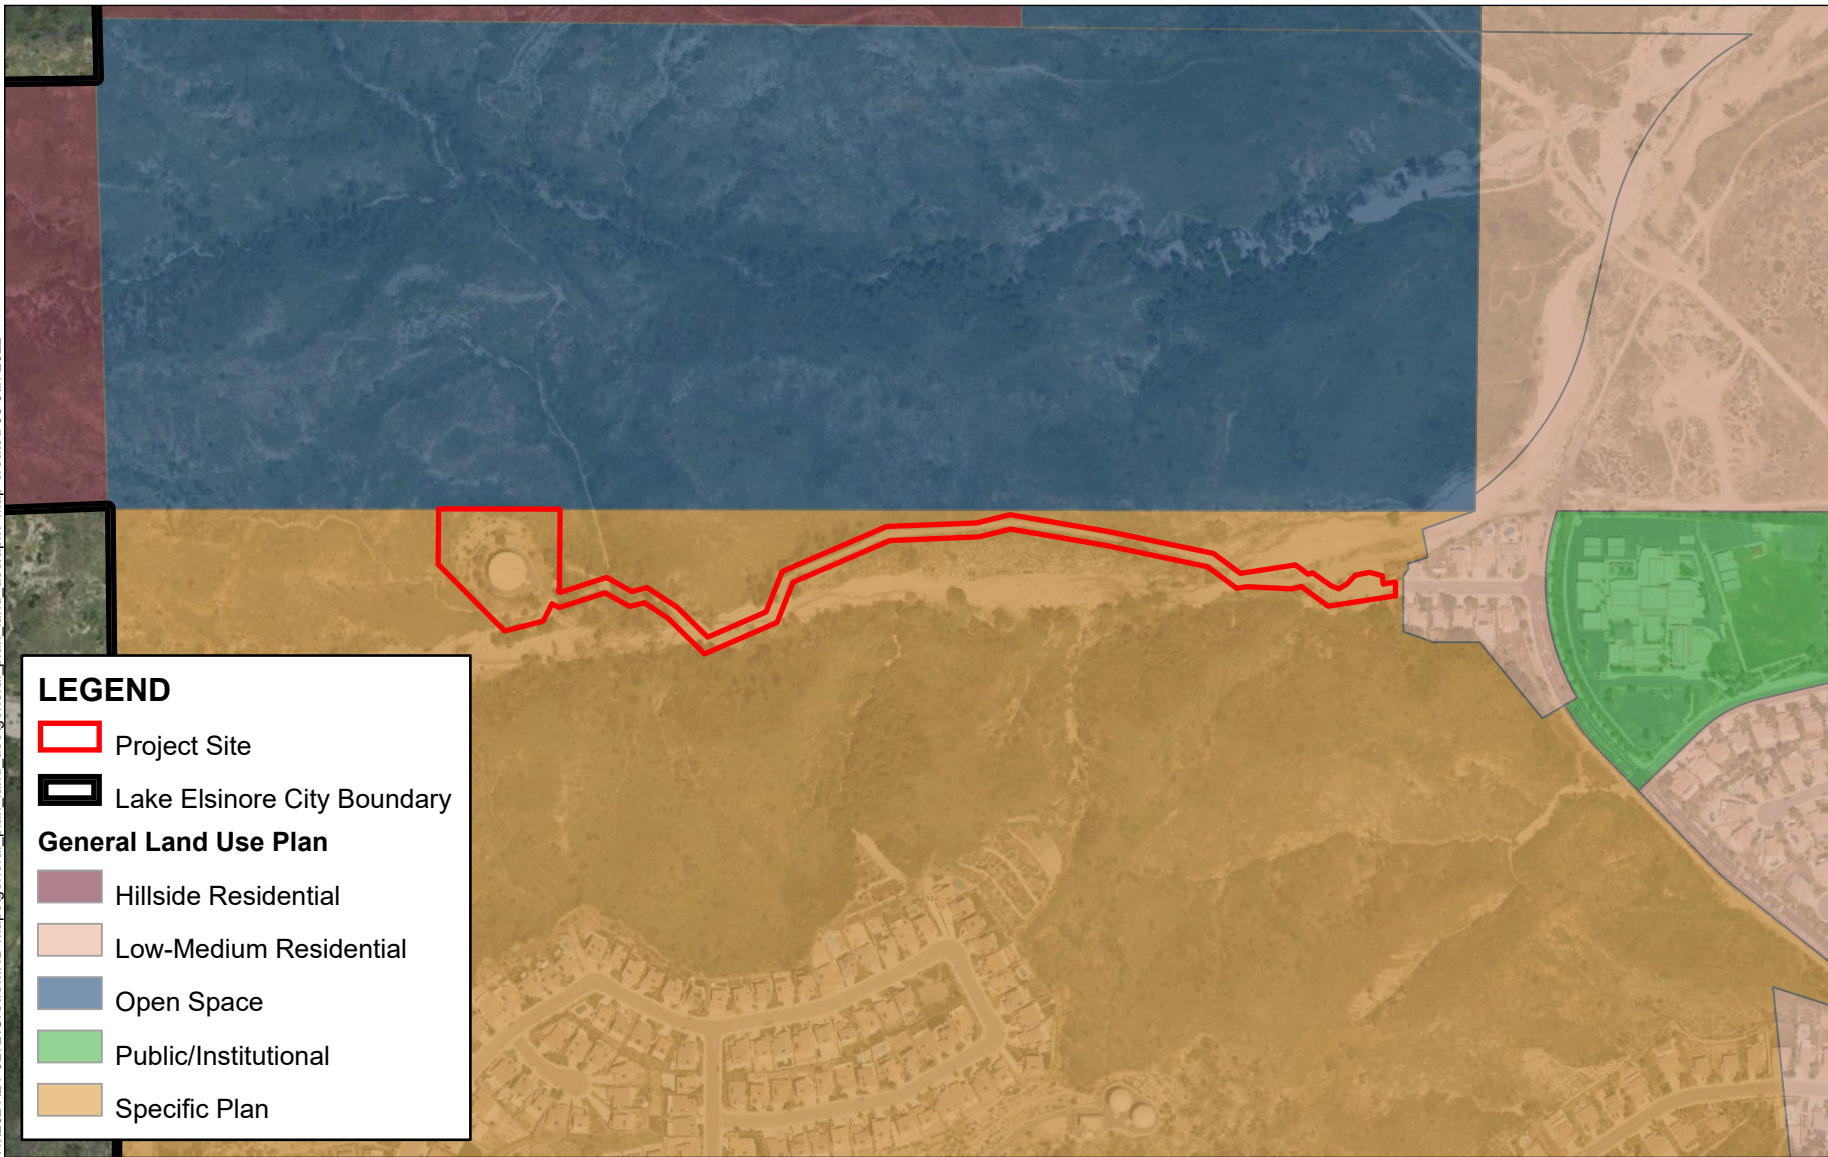 LEGEND
Project Site
Lake Elsinore City Boundary
General Land Use Plan
Hillside Residential
Low-Medium Residential
Open Space
Public/Institutional
Specific Plan